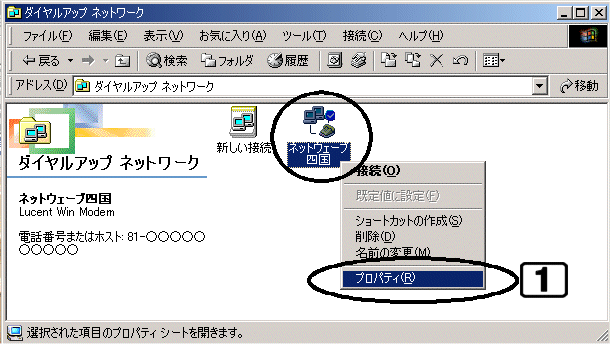 ダイヤルアップ ネットワーク
ファイル(F) 編集(E) 表示(V) お気に入り(A) ツール(T) 接続(C) ヘルプ(H)
戻る 検索 フォルダ 履歴
アドレス(D) ダイヤルアップ ネットワーク 移動
ダイヤルアップ ネットワーク
新しい接続
ネットウェーブ
四国
ネットウェーブ四国
Lucent Win Modem
電話番号またはホスト: 81-〇〇〇〇〇
〇〇〇〇〇
接続(O)
既定値に設定(F)
ショートカットの作成(S)
削除(D)
名前の変更(M)
プロパティ(R)
1
選択された項目のプロパティ シートを開きます。